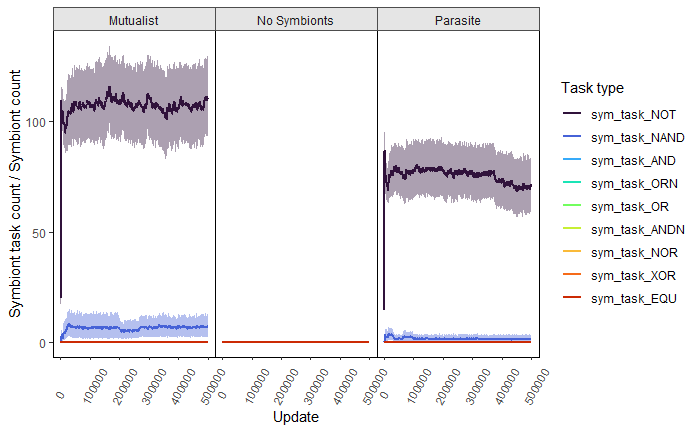 Mutualist
No Symbionts
Parasite
Symbiont task count / Symbiont count
100
50
0
0
100000
200000
300000
400000
500000
0
100000
200000
300000
400000
500000
0
100000
200000
300000
400000
500000
Update
Task type
sym_task_NOT
sym_task_NAND
sym_task_AND
sym_task_ORN
sym_task_OR
sym_task_ANDN
sym_task_NOR
sym_task_XOR
sym_task_EQU